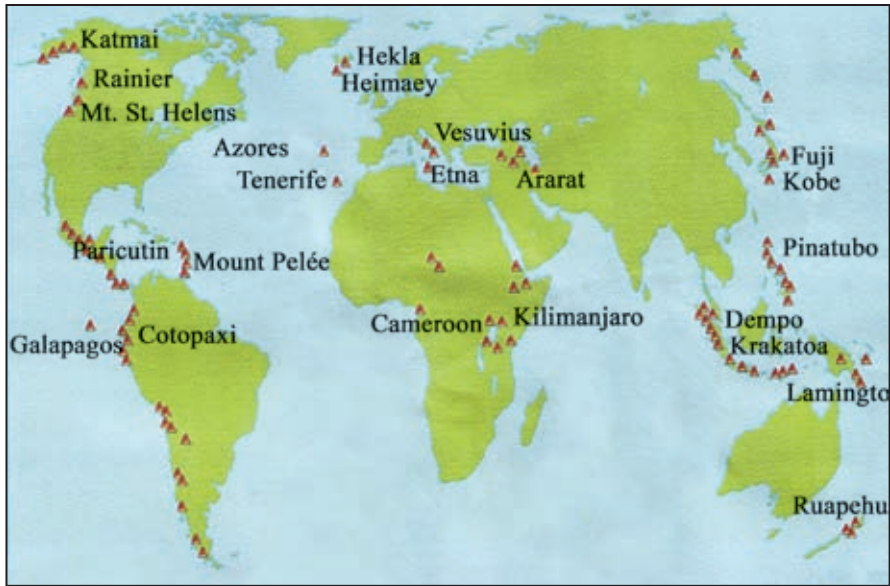 Katmai
Hekla
Heimaey
Rainier
Mt. St. Helens
Azores
Vesuvius
Fuji
Tenerife
Etna
Ararat
Kobe
Paricutin
Mount Pelée
Pinatubo
Cameroon
Kilimanjaro
Dempo
Galapagos
Cotopaxi
Krakatoa
Lamingto
Ruapehu